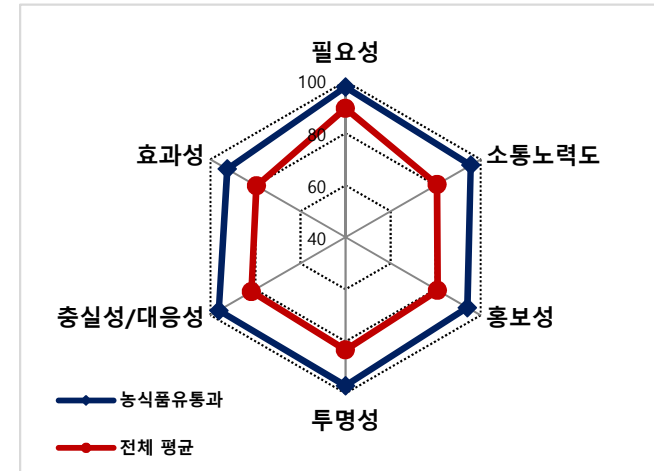 필요성
100
80
60
40
효과성
소통노력도
충실성/대응성
홍보성
투명성
농식품유통과
전체 평균